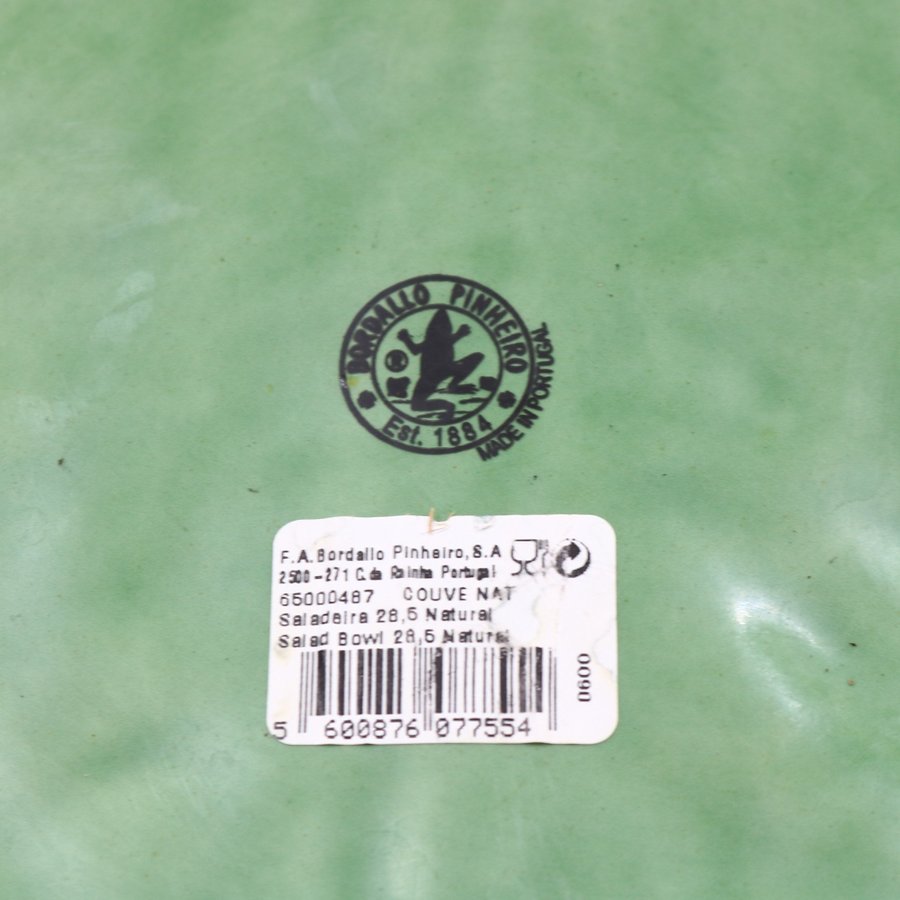 BORDALLO PINHEIRO
Est. 1884
MADE IN PORTUGAL
F.A.Bordallo Pinheiro,S.A
2500-271 C.da Rainha Portugal
65000487 COUVE NAT
Saladeira 28,5 Natural
Salad Bowl 28,5 Natural
0600
5 600876 077554